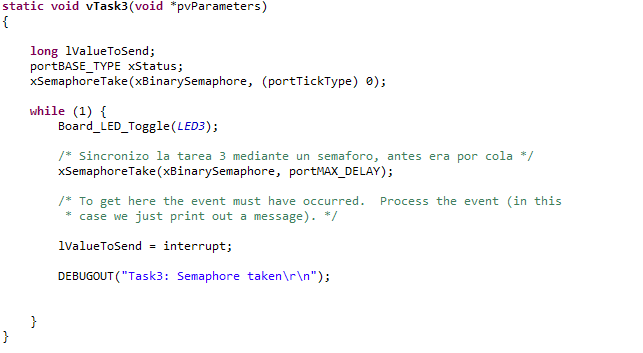 static void vTask3(void *pvParameters)
{
long lValueToSend;
portBASE_TYPE xStatus;
xSemaphoreTake(xBinarySemaphore, (portTickType) 0);
while (1) {
Board_LED_Toggle(LED3);
/* Sincronizo la tarea 3 mediante un semaforo, antes era por cola */
xSemaphoreTake(xBinarySemaphore, portMAX_DELAY);
/* To get here the event must have occurred.  Process the event (in this
* case we just print out a message). */
lValueToSend = interrupt;
DEBUGOUT("Task3: Semaphore taken\r\n");
}
}